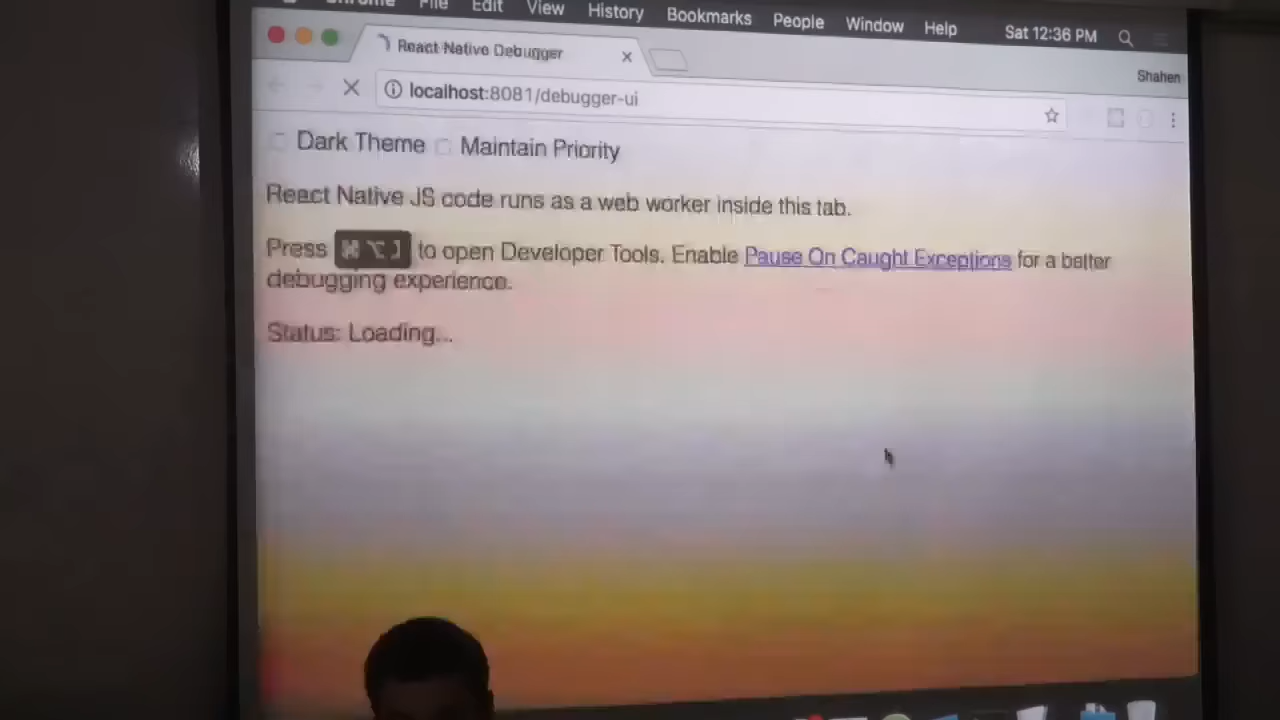 Chrome File Edit View History Bookmarks People Window Help Sat 12:36 PM
React Native Debugger
Shahen
localhost:8081/debugger-ui
Dark Theme Maintain Priority
React Native JS code runs as a web worker inside this tab.
Press ⌘⌥J to open Developer Tools. Enable Pause On Caught Exceptions for a better
debugging experience.
Status: Loading...